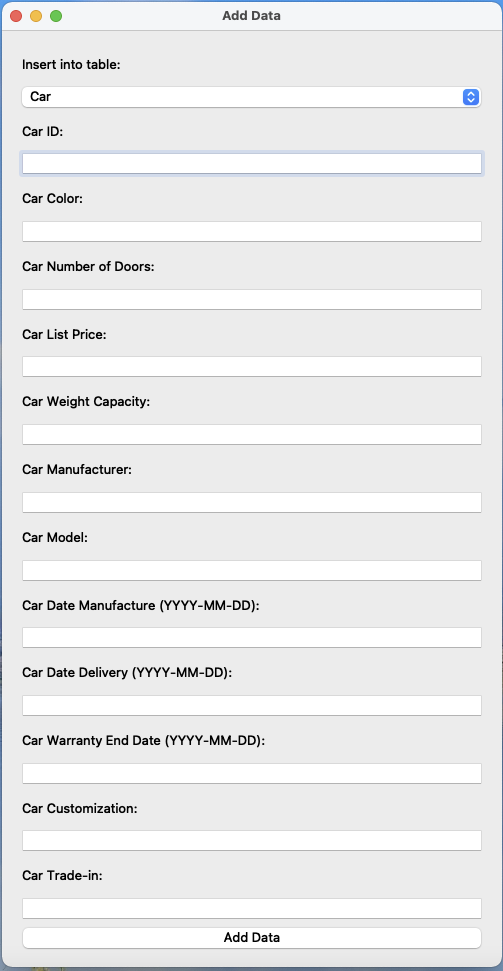 Add Data
Insert into table:
Car
Car ID:
Car Color:
Car Number of Doors:
Car List Price:
Car Weight Capacity:
Car Manufacturer:
Car Model:
Car Date Manufacture (YYYY-MM-DD):
Car Date Delivery (YYYY-MM-DD):
Car Warranty End Date (YYYY-MM-DD):
Car Customization:
Car Trade-in:
Add Data